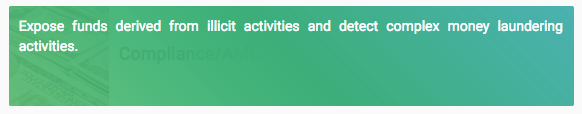 Expose funds derived from illicit activities and detect complex money laundering
activities.
Compliance/AML